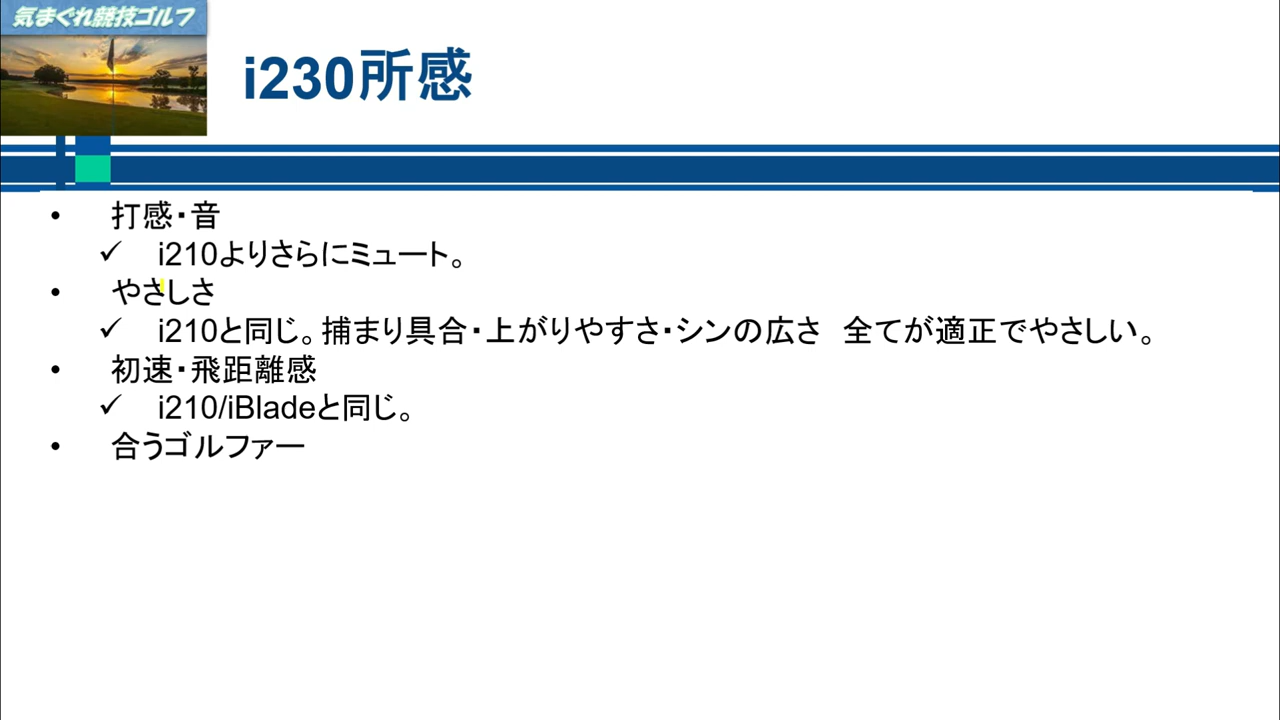 気まぐれ競技ゴルフ
i230所感
• 打感・音
✓ i210よりさらにミュート。
• やさしさ
✓ i210と同じ。捕まり具合・上がりやすさ・シンの広さ 全てが適正でやさしい。
• 初速・飛距離感
✓ i210/iBladeと同じ。
• 合うゴルファー